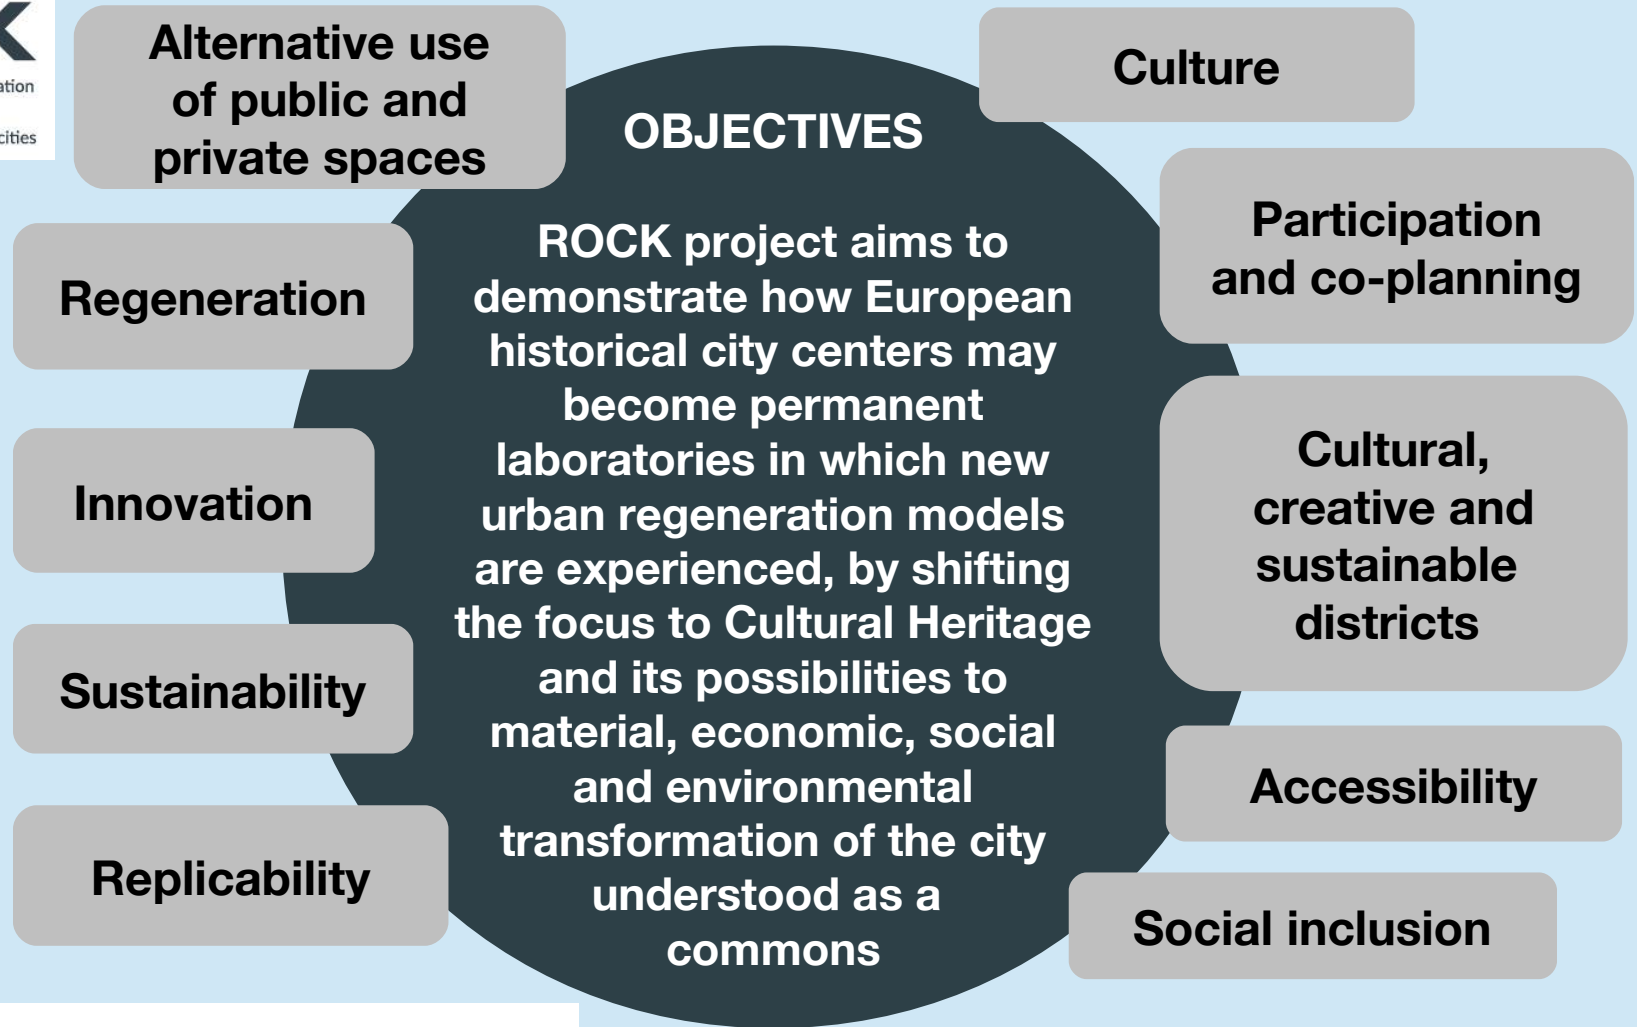 K
ation
cities
Alternative use
of public and
private spaces
Culture
OBJECTIVES
ROCK project aims to
demonstrate how European
historical city centers may
become permanent
laboratories in which new
urban regeneration models
are experienced, by shifting
the focus to Cultural Heritage
and its possibilities to
material, economic, social
and environmental
transformation of the city
understood as a
commons
Regeneration
Innovation
Sustainability
Replicability
Participation
and co-planning
Cultural,
creative and
sustainable
districts
Accessibility
Social inclusion